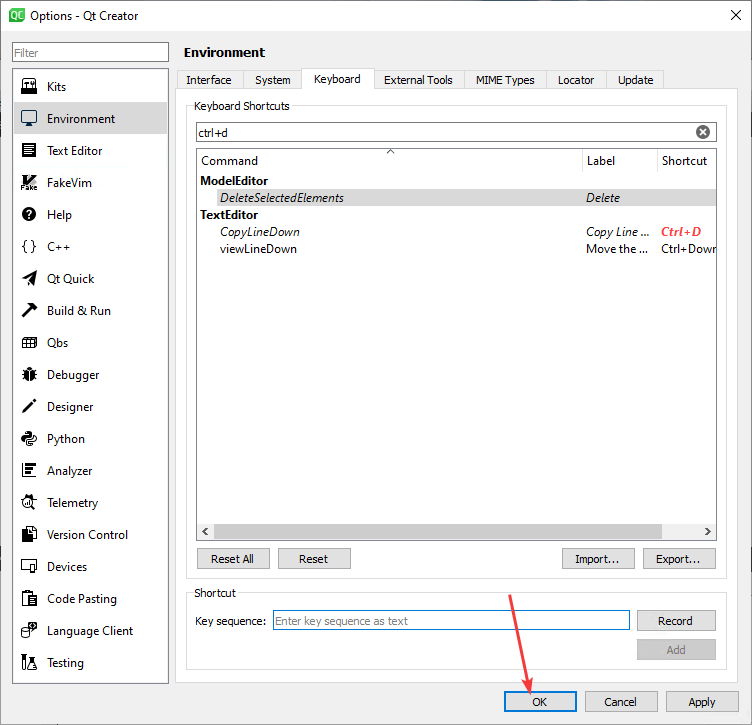 QC Options - Qt Creator
Filter
Kits
Environment
Text Editor
Fake FakeVim
Help
C++
Qt Quick
Build & Run
Qbs
Debugger
Designer
Python
Analyzer
Telemetry
Version Control
Devices
Code Pasting
Language Client
Testing
Environment
Interface System Keyboard External Tools MIME Types Locator Update
Keyboard Shortcuts
ctrl+d
Command Label Shortcut
ModelEditor
DeleteSelectedElements Delete
TextEditor
CopyLineDown Copy Line ... Ctrl+D
viewLineDown Move the ... Ctrl+Down
Reset All Reset Import... Export...
Shortcut
Key sequence: Enter key sequence as text Record
Add
OK Cancel Apply